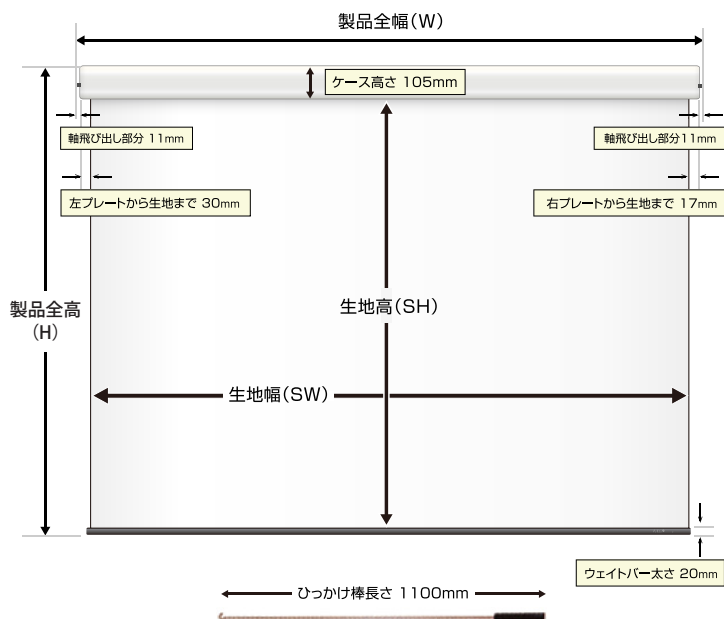 製品全幅(W)
ケース高さ 105mm
軸飛び出し部分 11mm
軸飛び出し部分11mm
左プレートから生地まで 30mm
右プレートから生地まで 17mm
製品全高
(H)
生地高(SH)
生地幅(SW)
ウェイトバー太さ 20mm
ひっかけ棒長さ 1100mm